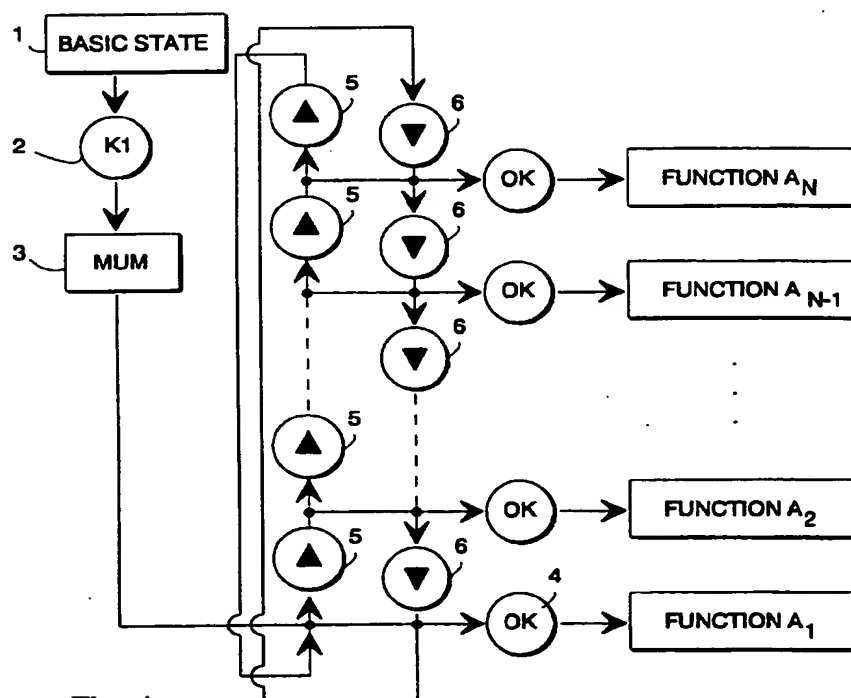 1 BASIC STATE
2 K1
3 MUM
5 6
OK FUNCTION A_N
5 6
OK FUNCTION A_N-1
6
5
OK FUNCTION A_2
5 6
4
OK FUNCTION A_1